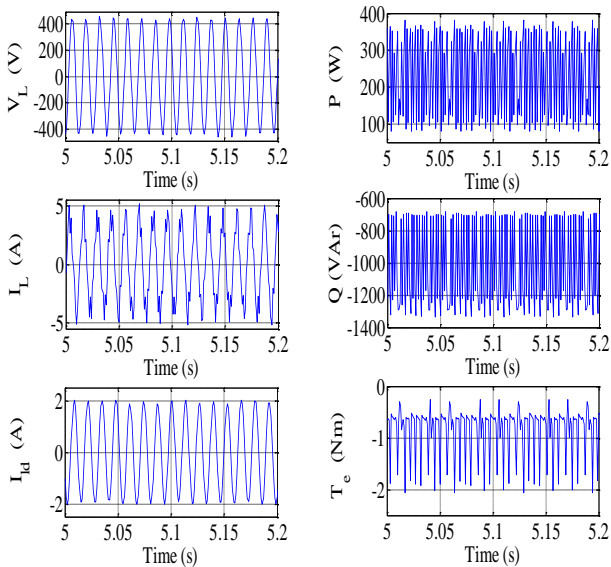 V_L (V)
400
200
0
-200
-400
5 5.05 5.1 5.15 5.2
Time (s)
P (W)
400
300
200
100
5 5.05 5.1 5.15 5.2
Time (s)
I_L (A)
5
0
-5
5 5.05 5.1 5.15 5.2
Time (s)
Q (VAr)
-600
-800
-1000
-1200
-1400
5 5.05 5.1 5.15 5.2
Time (s)
I_ld (A)
2
0
-2
5 5.05 5.1 5.15 5.2
Time (s)
T_e (Nm)
0
-1
-2
5 5.05 5.1 5.15 5.2
Time (s)